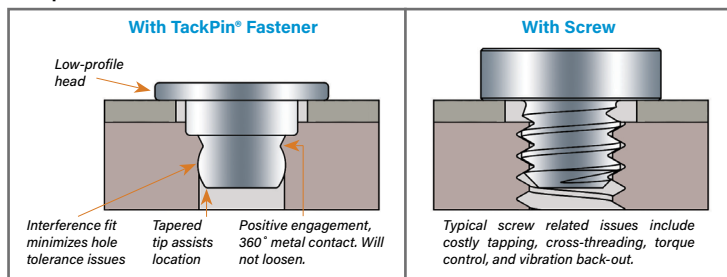 With TackPin® Fastener
Low-profile
head
Interference fit
minimizes hole
tolerance issues
Tapered
tip assists
location
Positive engagement,
360° metal contact. Will
not loosen.
With Screw
Typical screw related issues include
costly tapping, cross-threading, torque
control, and vibration back-out.